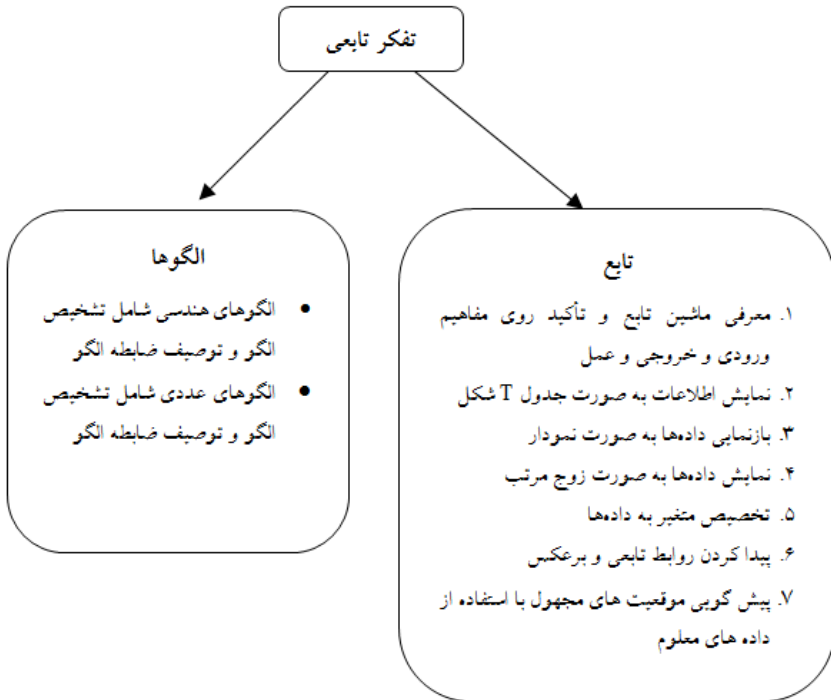 تفکر تابعی
تابع
۱. معرفی ماشین تابع و تأکید روی مفاهیم
ورودی و خروجی و عمل
۲. نمایش اطلاعات به صورت جدول T شکل
۳. بازنمایی داده‌ها به صورت نمودار
۴. نمایش داده‌ها به صورت زوج مرتب
۵. تخصیص متغیر به داده‌ها
۶. پیدا کردن روابط تابعی و برعکس
۷. پیش گویی موقعیت های مجهول با استفاده از
داده های معلوم
الگوها
• الگوهای هندسی شامل تشخیص
الگو و توصیف ضابطه الگو
• الگوهای عددی شامل تشخیص
الگو و توصیف ضابطه الگو